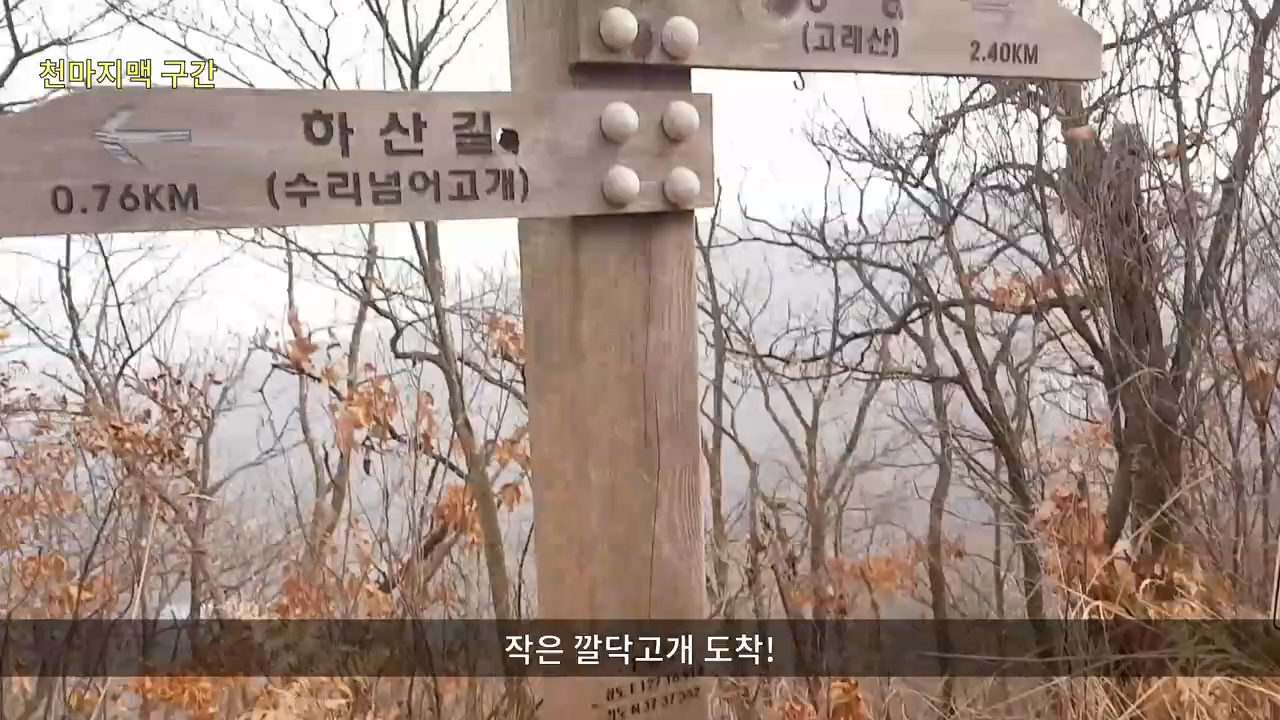 천마지맥 구간
(고래산)
2.40KM
하산길
0.76KM
(수리넘어고개)
작은 깔닥고개 도착!